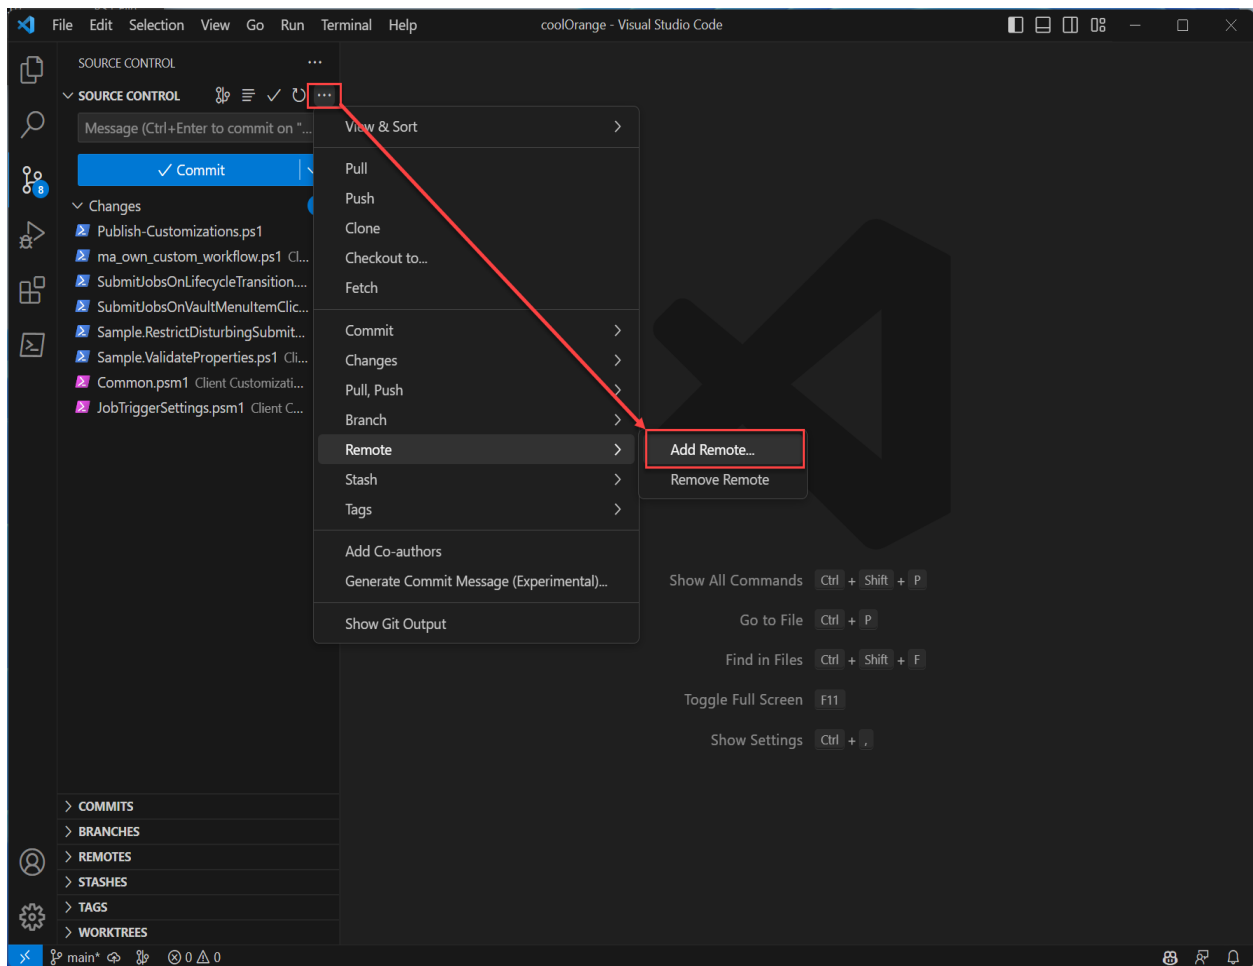 File Edit Selection View Go Run Terminal Help
coolOrange - Visual Studio Code
SOURCE CONTROL
SOURCE CONTROL
Message (Ctrl+Enter to commit on "...
Commit
Changes
Publish-Customizations.ps1
ma_own_custom_workflow.ps1 Cl...
SubmitJobsOnLifecycleTransition....
SubmitJobsOnVaultMenuItemClic...
Sample.RestrictDisturbingSubmit...
Sample.ValidateProperties.ps1 Cli...
Common.psm1 Client Customizati...
JobTriggerSettings.psm1 Client C...
8
View & Sort
Pull
Push
Clone
Checkout to...
Fetch
Commit
Changes
Pull, Push
Branch
Remote
Stash
Tags
Add Co-authors
Generate Commit Message (Experimental)...
Show Git Output
Add Remote...
Remove Remote
Show All Commands Ctrl + Shift + P
Go to File Ctrl + P
Find in Files Ctrl + Shift + F
Toggle Full Screen F11
Show Settings Ctrl + ,
COMMITS
BRANCHES
REMOTES
STASHES
TAGS
WORKTREES
main* 0 0